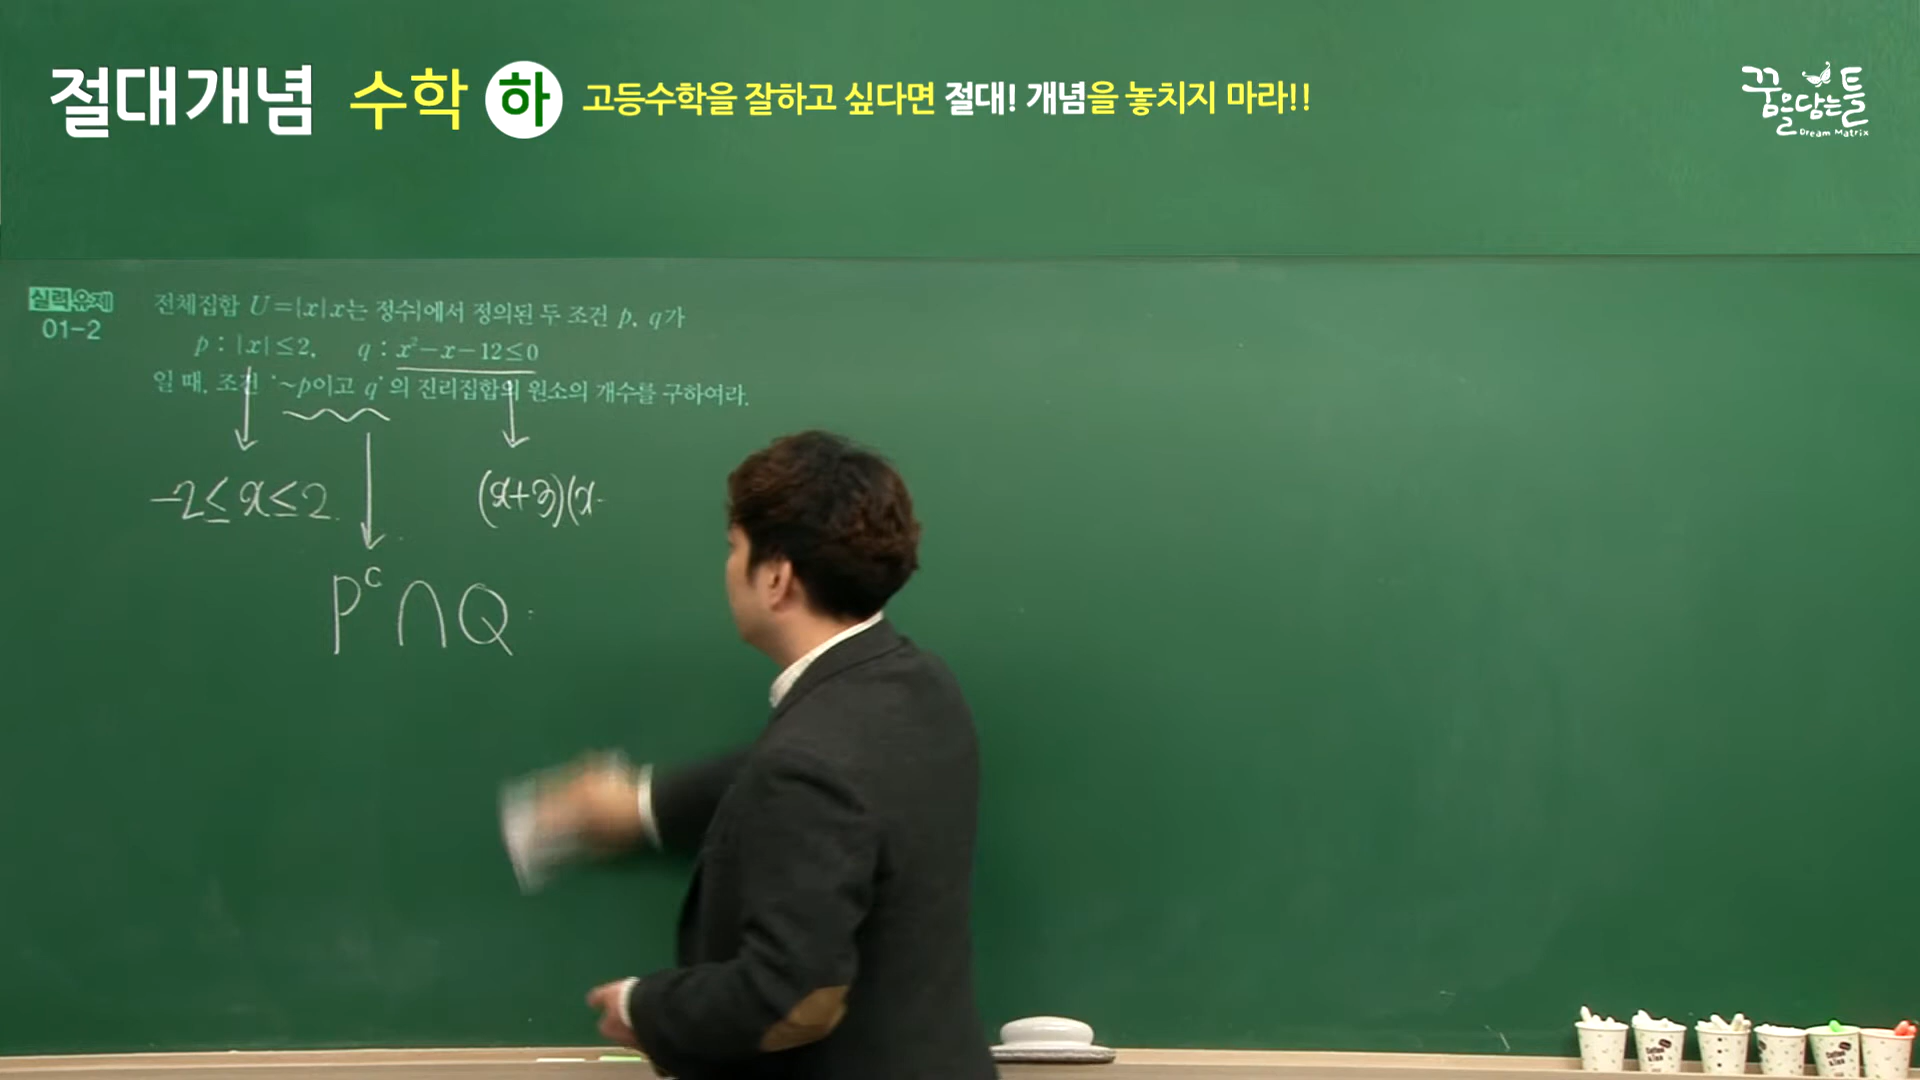 절대개념 수학 하 고등수학을 잘하고 싶다면 절대! 개념을 놓치지 마라!!
꿈을담는틀
Dream Matrix
실력유제
01-2
전체집합 U={x|x는 정수}에서 정의된 두 조건 p, q가
p : |x|≤2, q : x²-x-12≤0
일 때, 조건 '~p이고 q'의 진리집합의 원소의 개수를 구하여라.
-2≤x≤2 (x+3)(x-
P^C∩Q